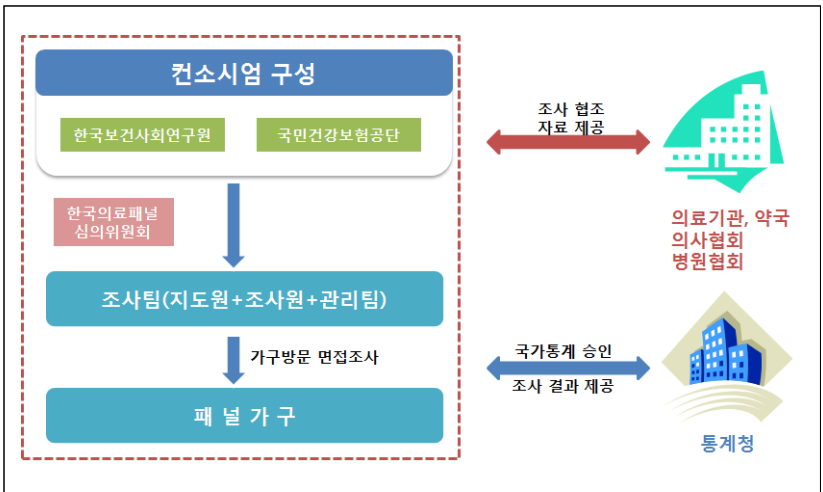 컨소시엄 구성
한국보건사회연구원
국민건강보험공단
한국의료패널
심의위원회
조사팀(지도원+조사원+관리팀)
가구방문 면접조사
패 널 가 구
조사 협조
자료 제공
의료기관, 약국
의사협회
병원협회
국가통계 승인
조사 결과 제공
통계청